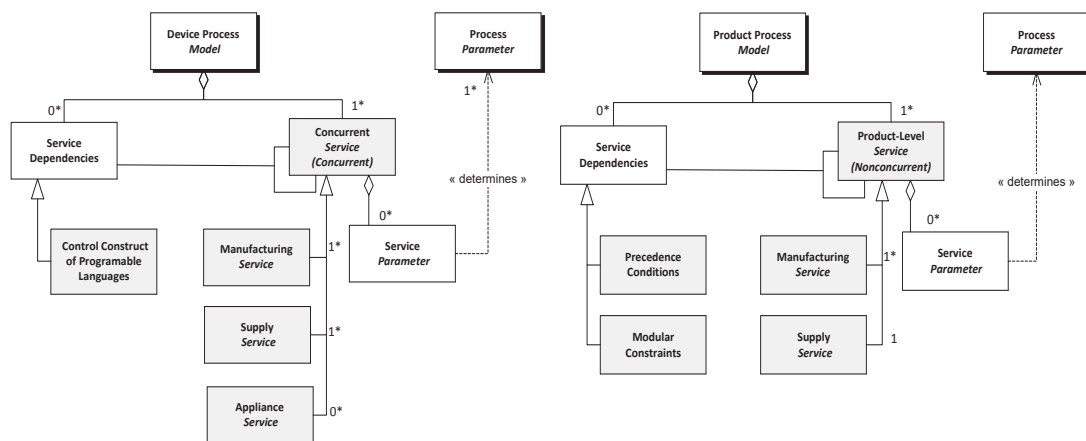 Device Process
Model
Process
Parameter
0*
1*
1*
Service
Dependencies
Concurrent
Service
(Concurrent)
« determines »
0*
Control Construct
of Programable
Languages
Manufacturing
Service
1*
Service
Parameter
Supply
Service
1*
Appliance
Service
0*
Product Process
Model
Process
Parameter
0*
1*
Service
Dependencies
Product-Level
Service
(Nonconcurrent)
« determines »
0*
Precedence
Conditions
Manufacturing
Service
1*
Service
Parameter
Modular
Constraints
Supply
Service
1